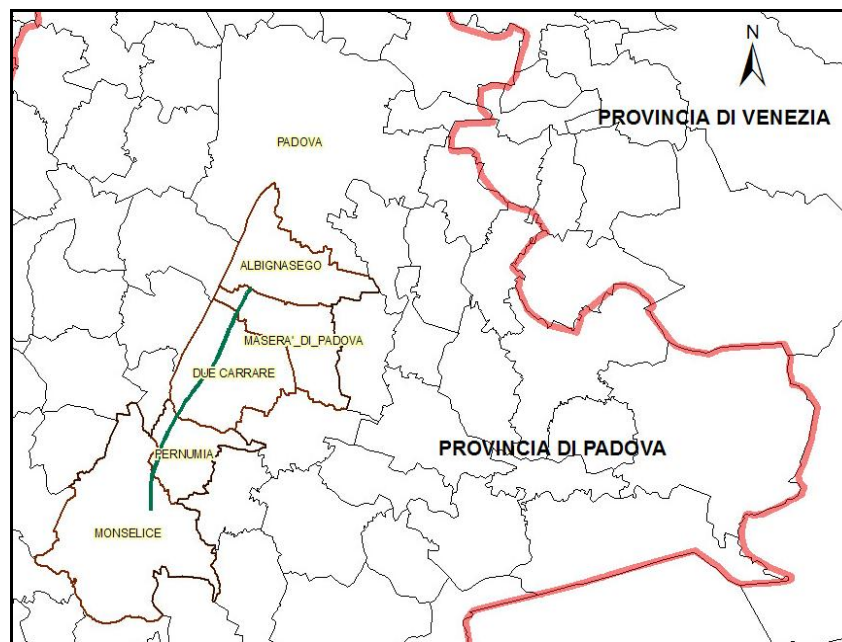 N
PROVINCIA DI VENEZIA
PADOVA
ALBIGNASEGO
MASERA'_DI_PADOVA
DUE CARRARE
PROVINCIA DI PADOVA
PERNUMIA
MONSELICE